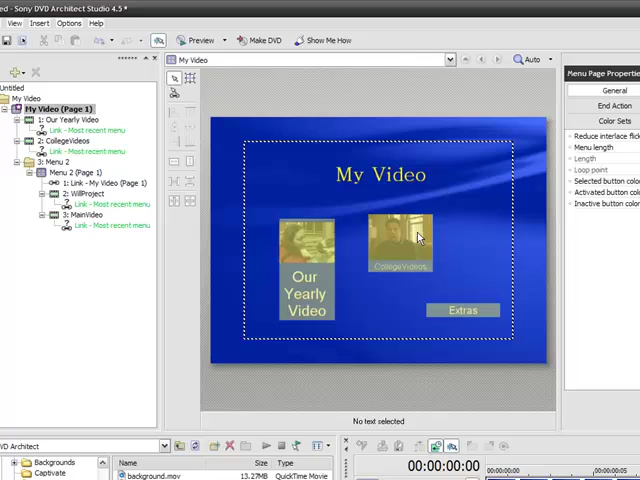 ed - Sony DVD Architect Studio 4.5 *
View Insert Options Help
Preview Make DVD Show Me How
My Video Auto
Untitled
My Video
My Video (Page 1)
1: Our Yearly Video
Link - Most recent menu
2: CollegeVideos
Link - Most recent menu
3: Menu 2
Menu 2 (Page 1)
1: Link - My Video (Page 1)
2: WillProject
Link - Most recent menu
3: MainVideo
Link - Most recent menu
My Video
Our
Yearly
Video
CollegeVideos
Extras
No text selected
Menu Page Properties
General
End Action
Color Sets
Reduce interlace flick
Menu length
Length
Loop point
Selected button colo
Activated button colo
Inactive button color
DVD Architect
Backgrounds
Captivate
Name Size Type
background.mov 13.27MB QuickTime Movie
00:00:00:00
00:00:00:00 00:00:00:05